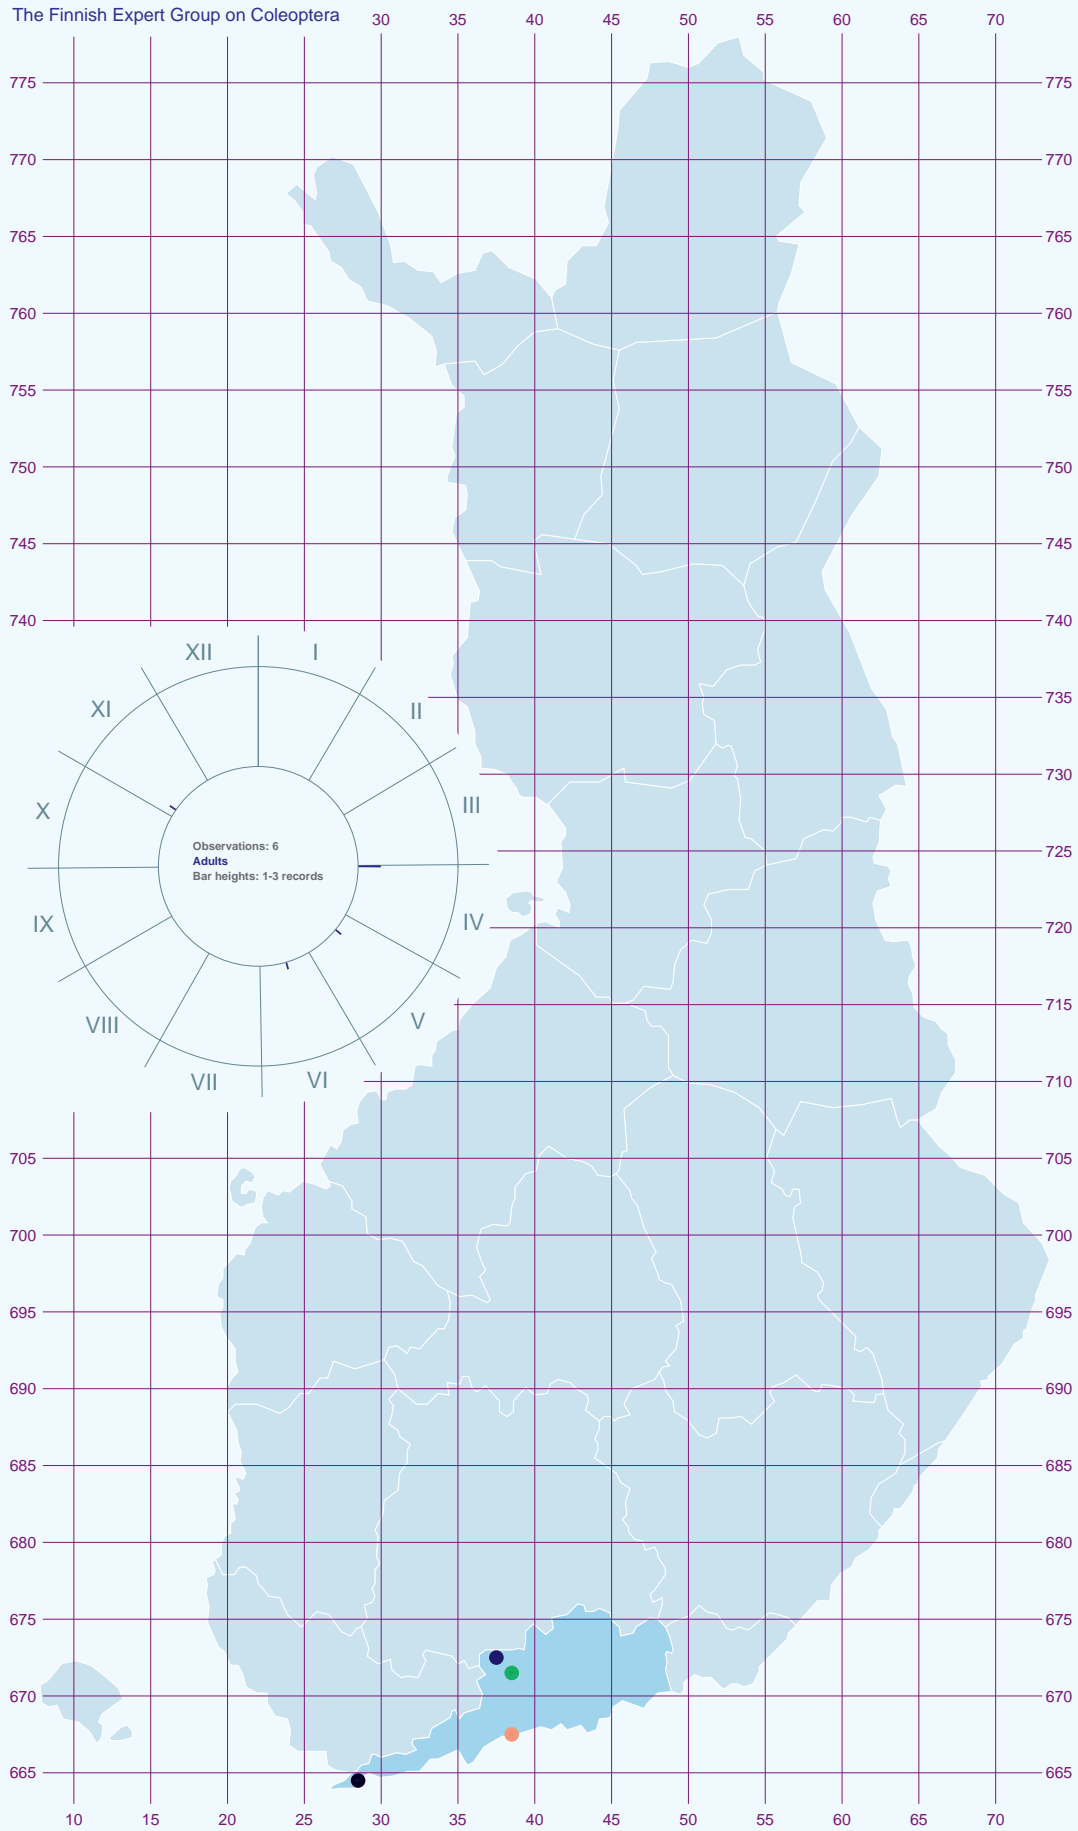 The Finnish Expert Group on Coleoptera
30 35 40 45 50 55 60 65 70
775 775
770 770
765 765
760 760
755 755
750 750
745 745
740 740
XII I
XI II
735
730
X III
725
Observations: 6
Adults
Bar heights: 1-3 records
IX IV
720
715
VIII V
VII VI
710
705 705
700 700
695 695
690 690
685 685
680 680
675 675
670 670
665 665
10 15 20 25 30 35 40 45 50 55 60 65 70